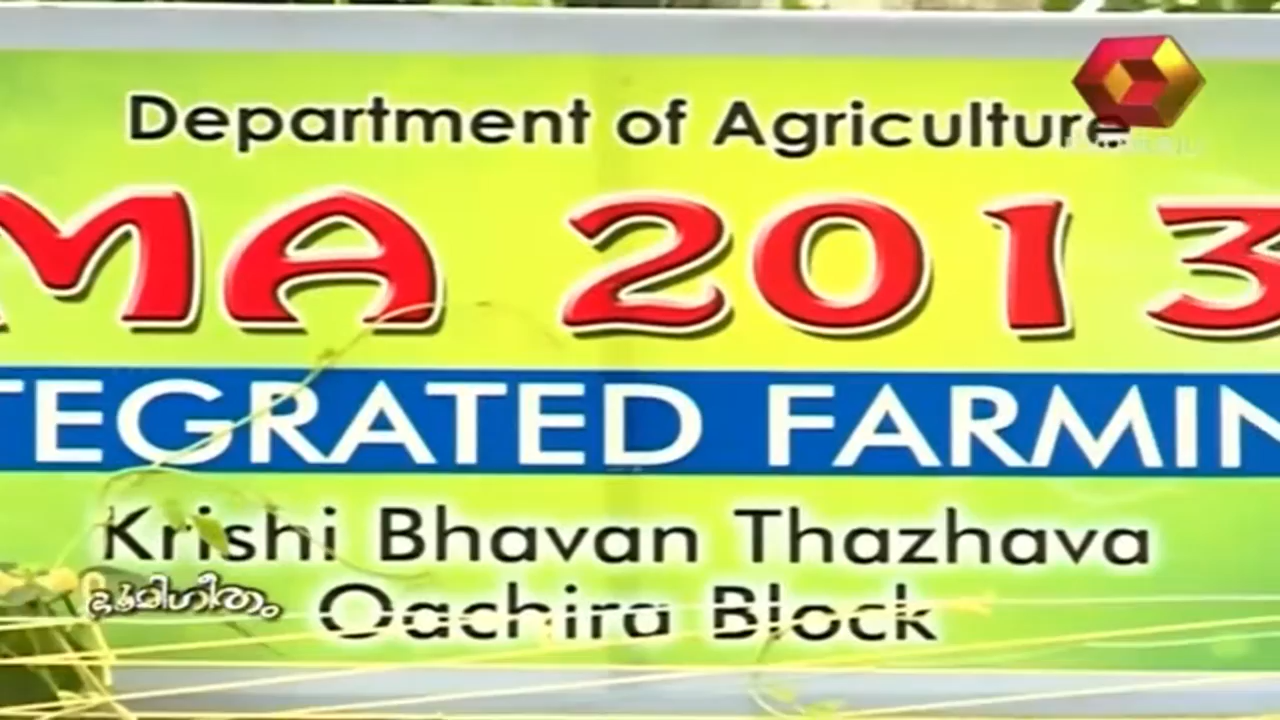 Department of Agriculture
MA 2013
TEGRATED FARMIN
Krishi Bhavan Thazhava
ഭൂമിഗീതം
Oachira Block